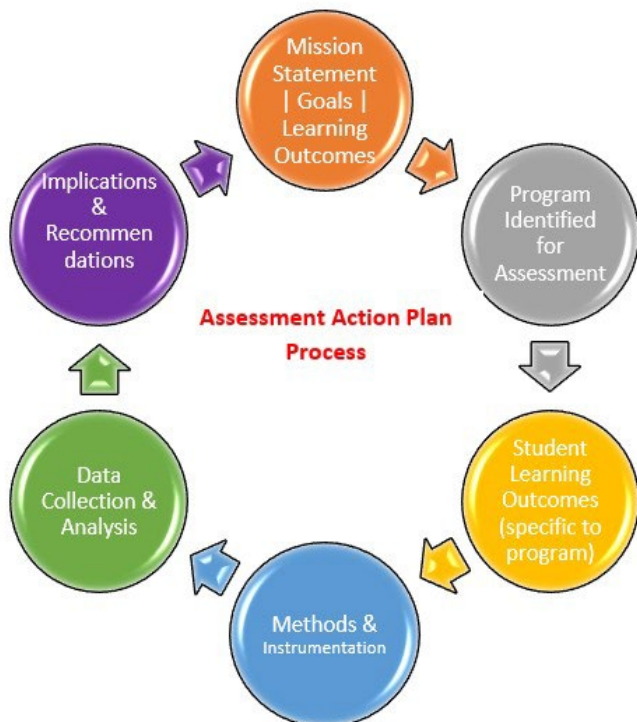 Mission
Statement
| Goals |
Learning
Outcomes
Program
Identified
for
Assessment
Student
Learning
Outcomes
(specific to
program)
Methods &
Instrumentation
Data
Collection &
Analysis
Implications
&
Recommen
dations
Assessment Action Plan
Process